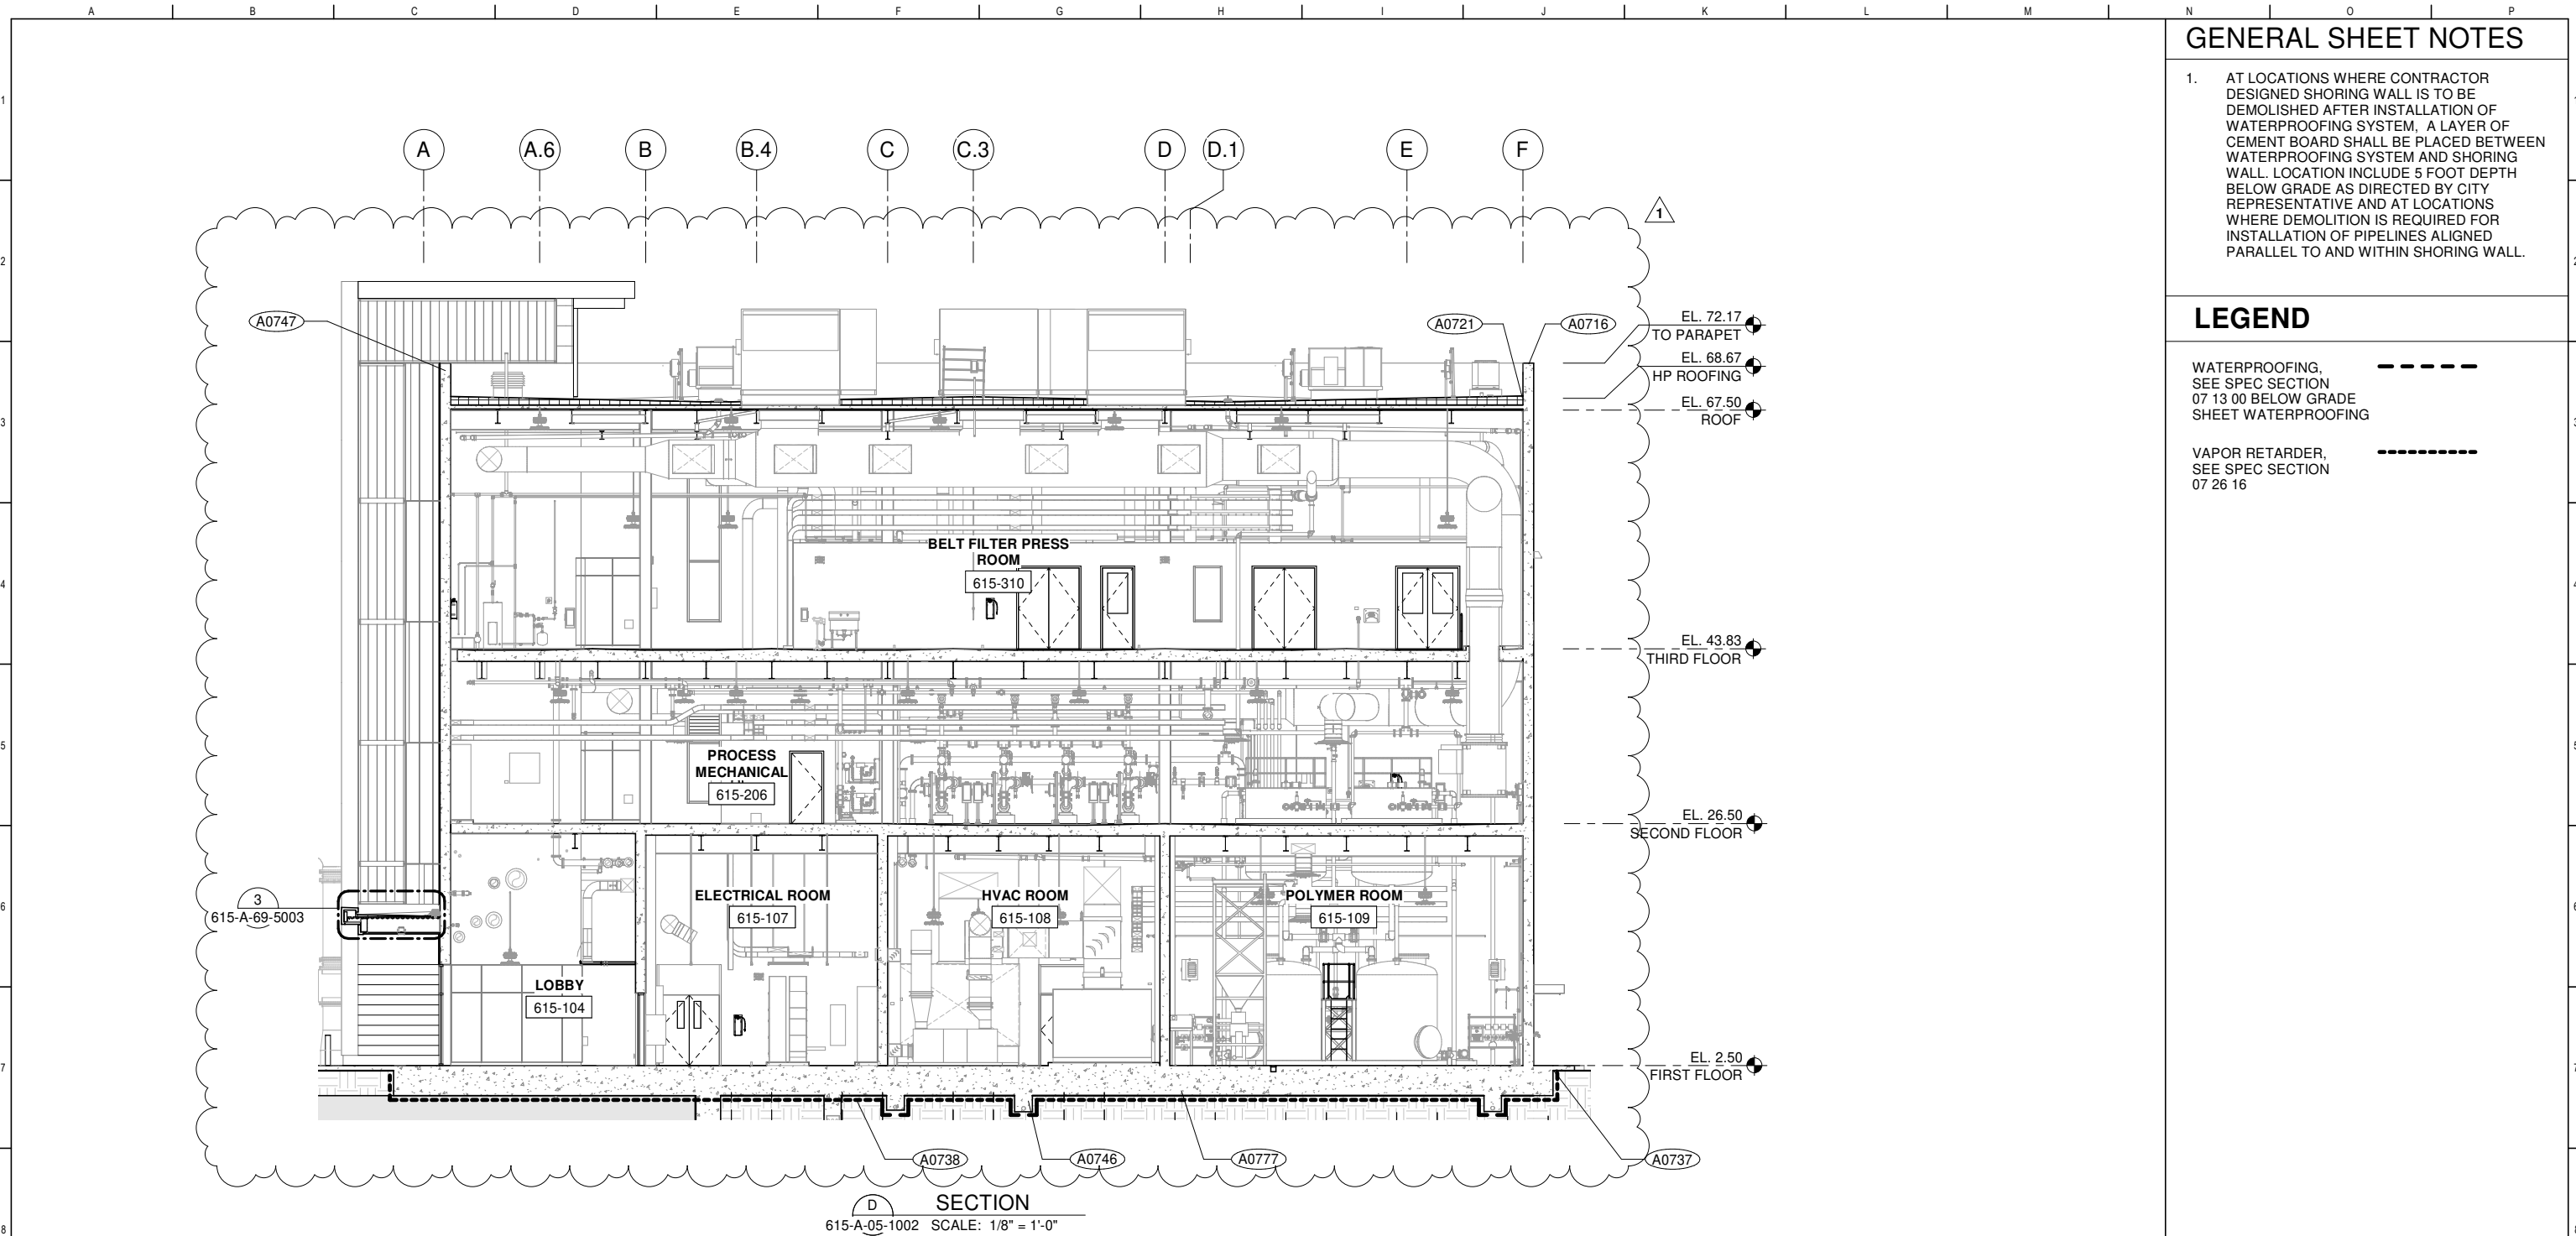 A B C D E F G H I J K L M N O P
GENERAL SHEET NOTES
1. AT LOCATIONS WHERE CONTRACTOR
DESIGNED SHORING WALL IS TO BE
DEMOLISHED AFTER INSTALLATION OF
WATERPROOFING SYSTEM, A LAYER OF
CEMENT BOARD SHALL BE PLACED BETWEEN
WATERPROOFING SYSTEM AND SHORING
WALL. LOCATION INCLUDE 5 FOOT DEPTH
BELOW GRADE AS DIRECTED BY CITY
REPRESENTATIVE AND AT LOCATIONS
WHERE DEMOLITION IS REQUIRED FOR
INSTALLATION OF PIPELINES ALIGNED
PARALLEL TO AND WITHIN SHORING WALL.
LEGEND
WATERPROOFING,
SEE SPEC SECTION
07 13 00 BELOW GRADE
SHEET WATERPROOFING
VAPOR RETARDER,
SEE SPEC SECTION
07 26 16
1
2
3
4
5
6
7
8
A A.6 B B.4 C C.3 D D.1 E F
1
A0747
A0721
A0716
EL. 72.17
TO PARAPET
EL. 68.67
HP ROOFING
EL. 67.50
ROOF
BELT FILTER PRESS
ROOM
615-310
EL. 43.83
THIRD FLOOR
PROCESS
MECHANICAL
615-206
EL. 26.50
SECOND FLOOR
3
615-A-69-5003
ELECTRICAL ROOM
615-107
HVAC ROOM
615-108
POLYMER ROOM
615-109
LOBBY
615-104
EL. 2.50
FIRST FLOOR
A0738
A0746
A0777
A0737
D SECTION
615-A-05-1002 SCALE: 1/8" = 1'-0"